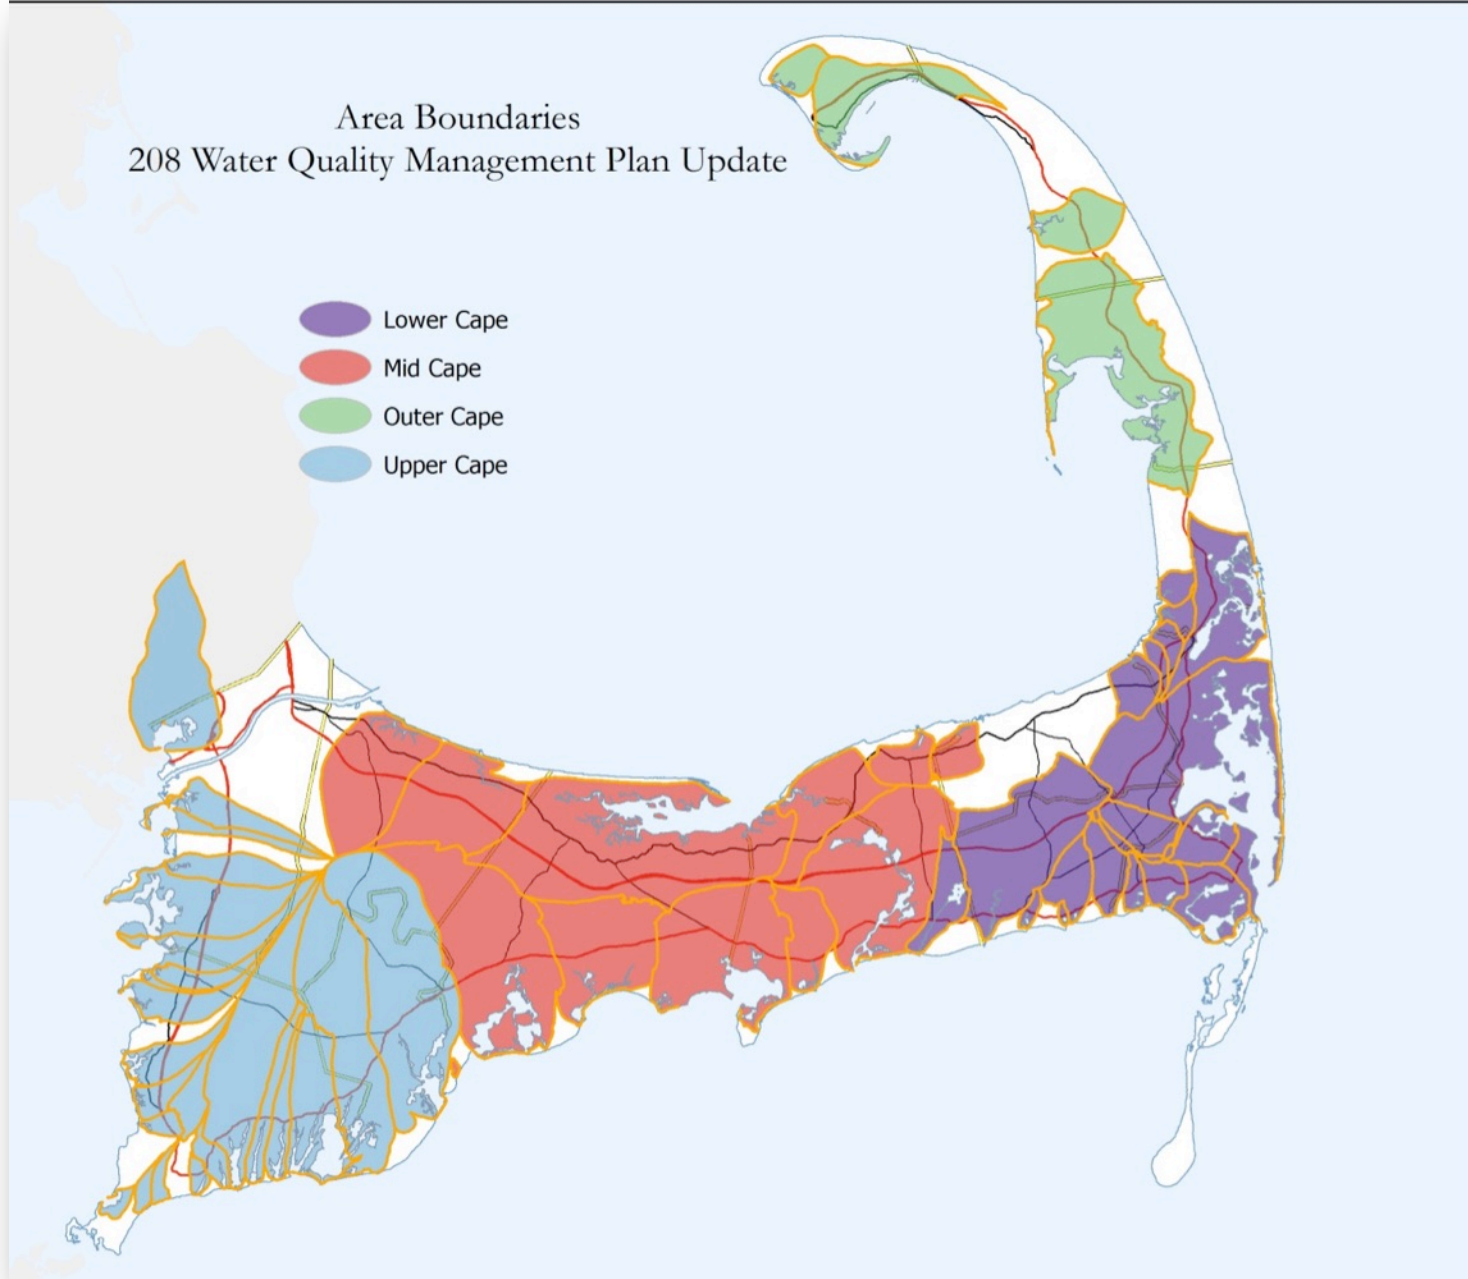 Area Boundaries
208 Water Quality Management Plan Update
Lower Cape
Mid Cape
Outer Cape
Upper Cape